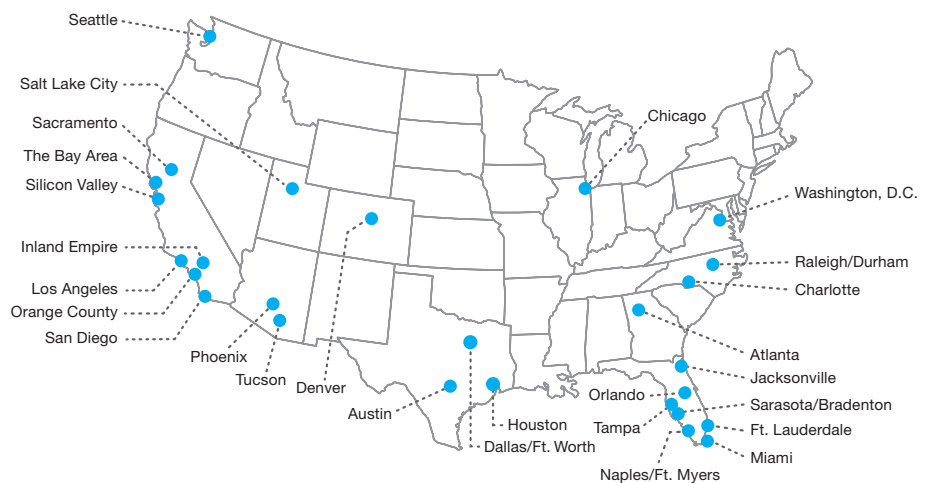 Seattle
Salt Lake City
Sacramento
The Bay Area
Silicon Valley
Inland Empire
Los Angeles
Orange County
San Diego
Phoenix
Tucson
Denver
Austin
Houston
Dallas/Ft. Worth
Chicago
Washington, D.C.
Raleigh/Durham
Charlotte
Atlanta
Jacksonville
Orlando
Sarasota/Bradenton
Tampa
Ft. Lauderdale
Miami
Naples/Ft. Myers